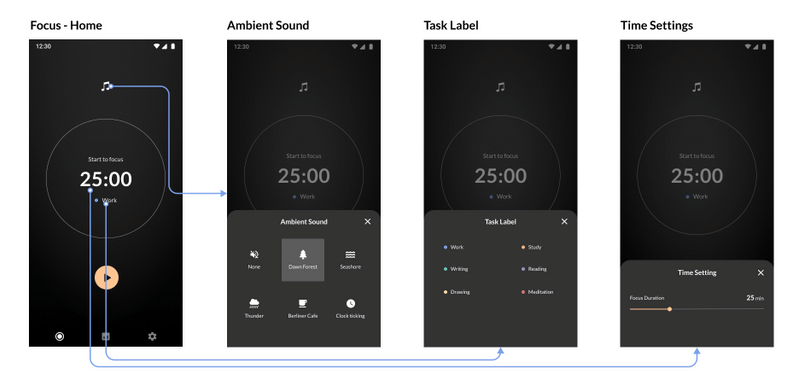 Focus - Home
12:30
Start to focus
25:00
Work
Ambient Sound
12:30
Start to focus
25:00
Work
Ambient Sound
None
Dawn Forest
Seashore
Thunder
Berliner Cafe
Clock ticking
Task Label
12:30
Start to focus
25:00
Work
Task Label
Work
Study
Writing
Reading
Drawing
Meditation
Time Settings
12:30
Start to focus
25:00
Work
Time Setting
Focus Duration
25 min